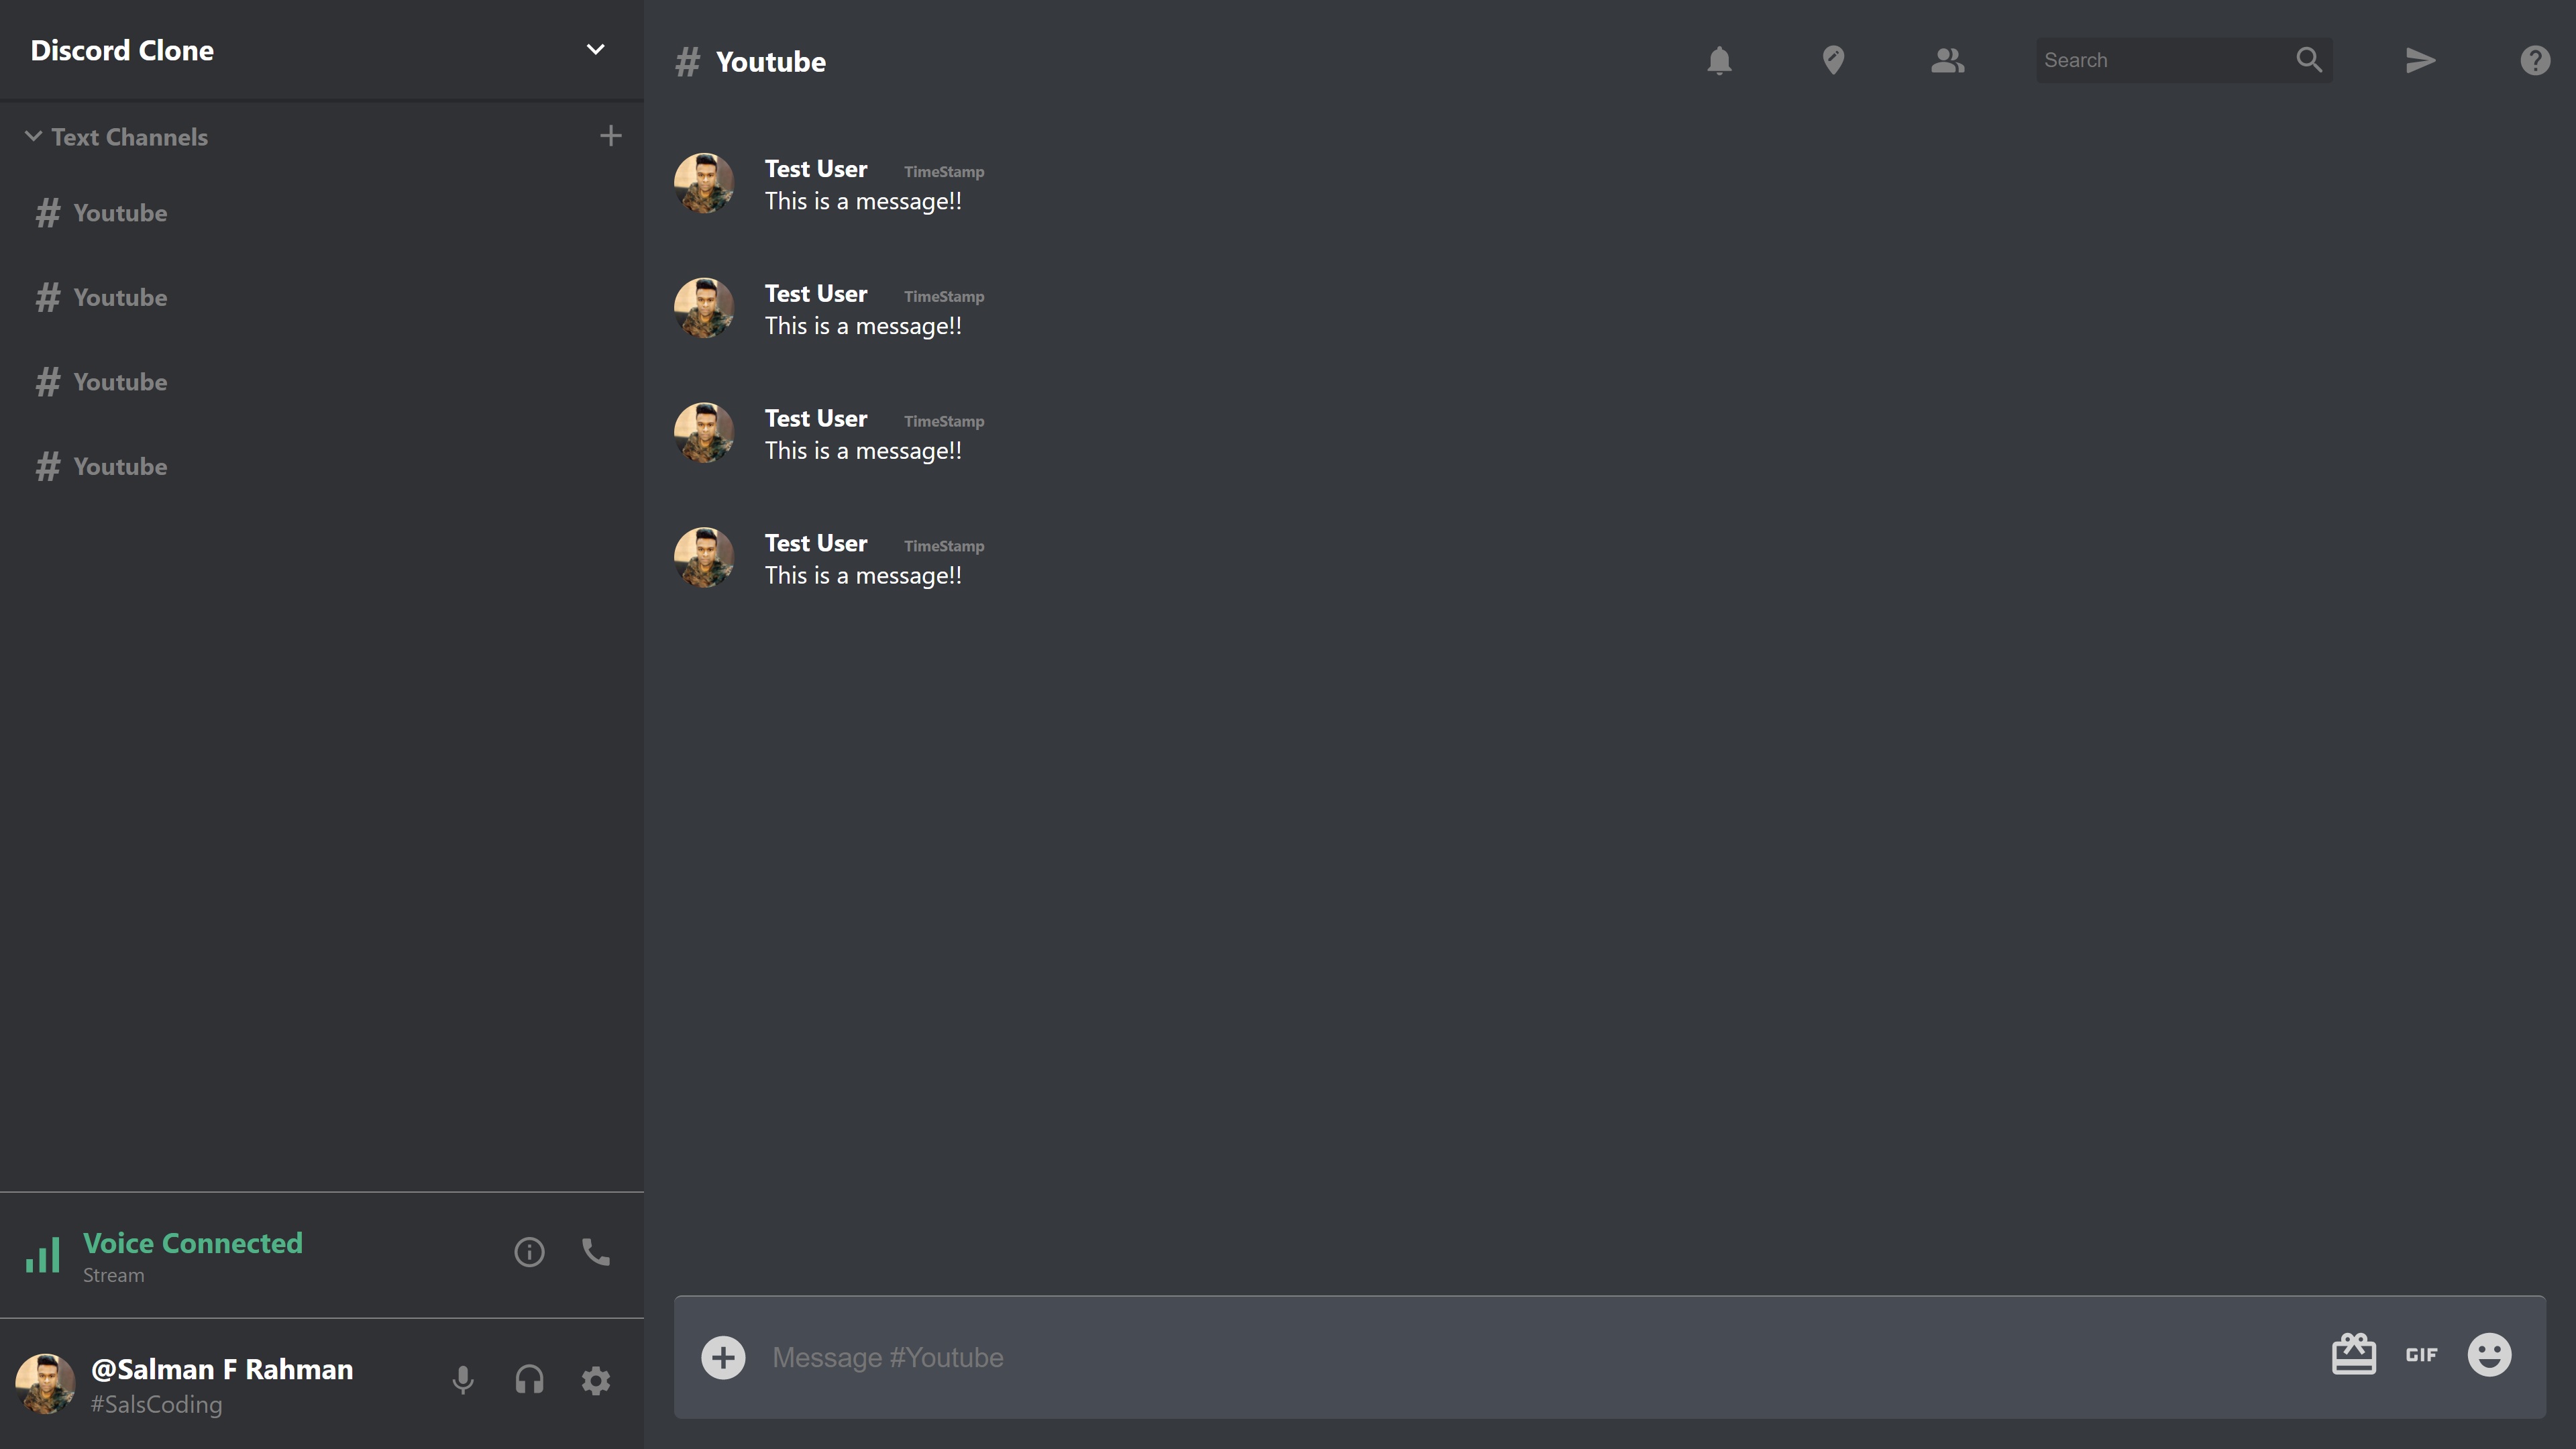 Discord Clone
Text Channels
# Youtube
# Youtube
# Youtube
# Youtube
Voice Connected
Stream
@Salman F Rahman
#SalsCoding
# Youtube
Search
Test User TimeStamp
This is a message!!
Test User TimeStamp
This is a message!!
Test User TimeStamp
This is a message!!
Test User TimeStamp
This is a message!!
Message #Youtube
GIF